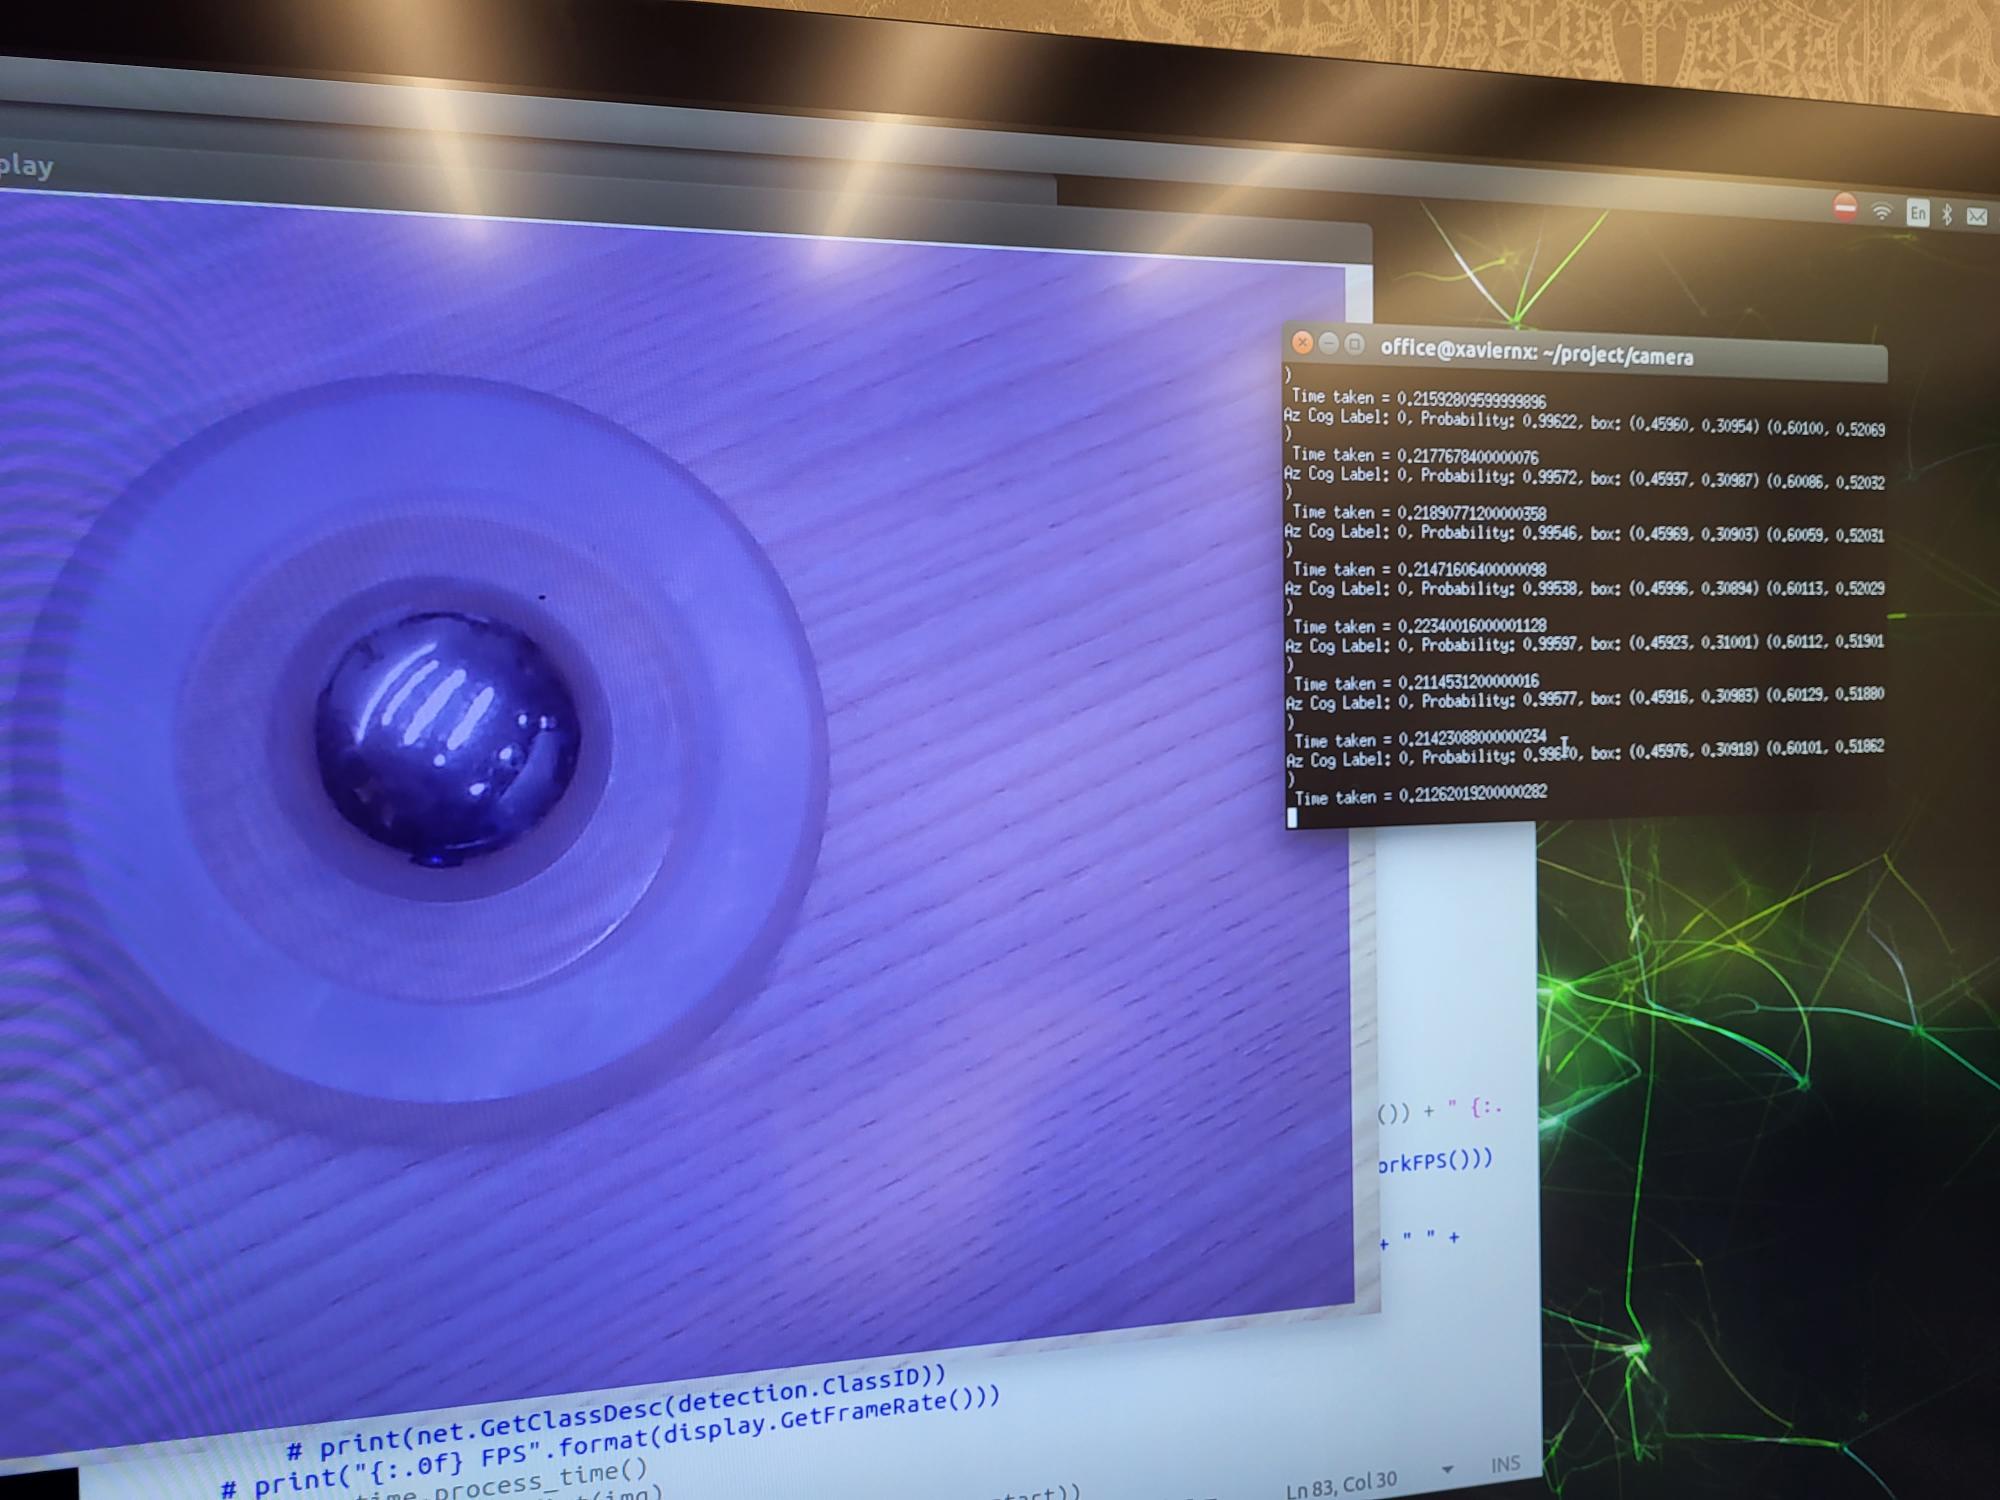 play
En
office@xaviernx: ~/project/camera
)
Time taken = 0.21592809599999896
Az Cog Label: 0, Probability: 0.99622, box: (0.45960, 0.30954) (0.60100, 0.52069
)
Time taken = 0.2177678400000076
Az Cog Label: 0, Probability: 0.99572, box: (0.45937, 0.30987) (0.60086, 0.52032
)
Time taken = 0.21890771200000358
Az Cog Label: 0, Probability: 0.99546, box: (0.45969, 0.30903) (0.60059, 0.52031
)
Time taken = 0.21471606400000098
Az Cog Label: 0, Probability: 0.99538, box: (0.45996, 0.30894) (0.60113, 0.52029
)
Time taken = 0.22340016000001128
Az Cog Label: 0, Probability: 0.99597, box: (0.45923, 0.31001) (0.60112, 0.51901
)
Time taken = 0.2114531200000016
Az Cog Label: 0, Probability: 0.99577, box: (0.45916, 0.30983) (0.60129, 0.51880
)
Time taken = 0.21423088000000234
Az Cog Label: 0, Probability: box: (0.45976, 0.30918) (0.60101, 0.51862
)
Time taken = 0.21262019200000282
()) + " {:.
orkFPS()))
+ " " +
# print(net.GetClassDesc(detection.ClassID))
# print("{:.0f} FPS".format(display.GetFrameRate()))
time.process_time()
(img)
tart))
Ln 83, Col 30 INS